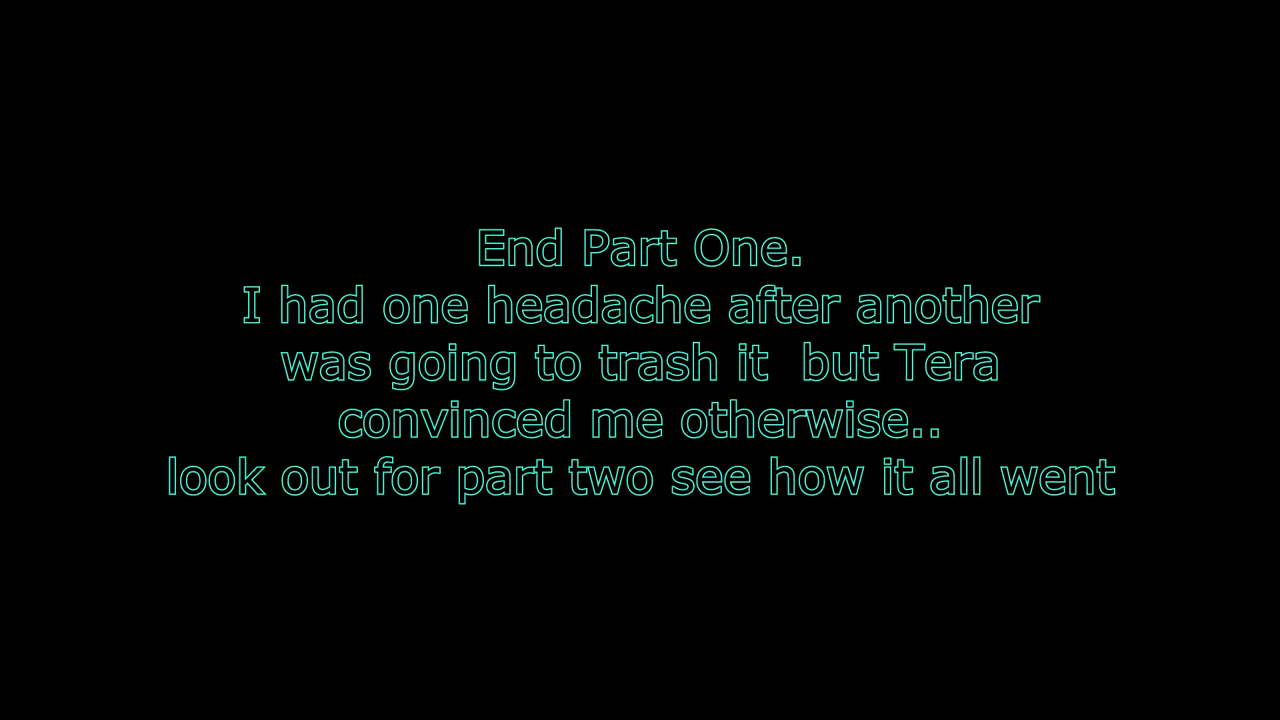 End Part One.
I had one headache after another
was going to trash it  but Tera
convinced me otherwise..
look out for part two see how it all went